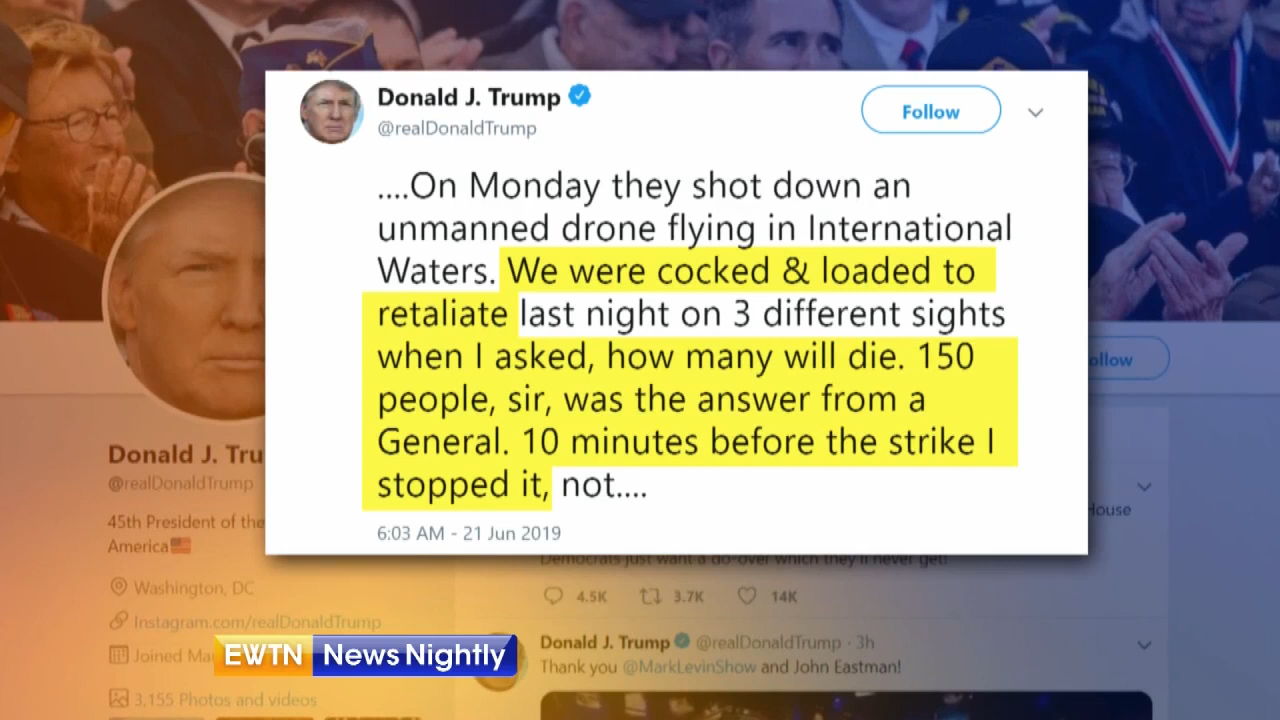 Donald J. Trump
@realDonaldTrump
Follow
....On Monday they shot down an
unmanned drone flying in International
Waters. We were cocked & loaded to
retaliate last night on 3 different sights
when I asked, how many will die. 150
people, sir, was the answer from a
General. 10 minutes before the strike I
stopped it, not....
6:03 AM - 21 Jun 2019
Donald J. Tru
@realDonaldTrump
45th President of the
America
Washington, DC
Instagram.com/realDonaldTrump
Joined Ma
3,155 Photos and videos
ollow
House
Democrats just want a do-over which they'll never get!
4.5K 3.7K 14K
Donald J. Trump @realDonaldTrump · 3h
Thank you @MarkLevinShow and John Eastman!
EWTN News Nightly